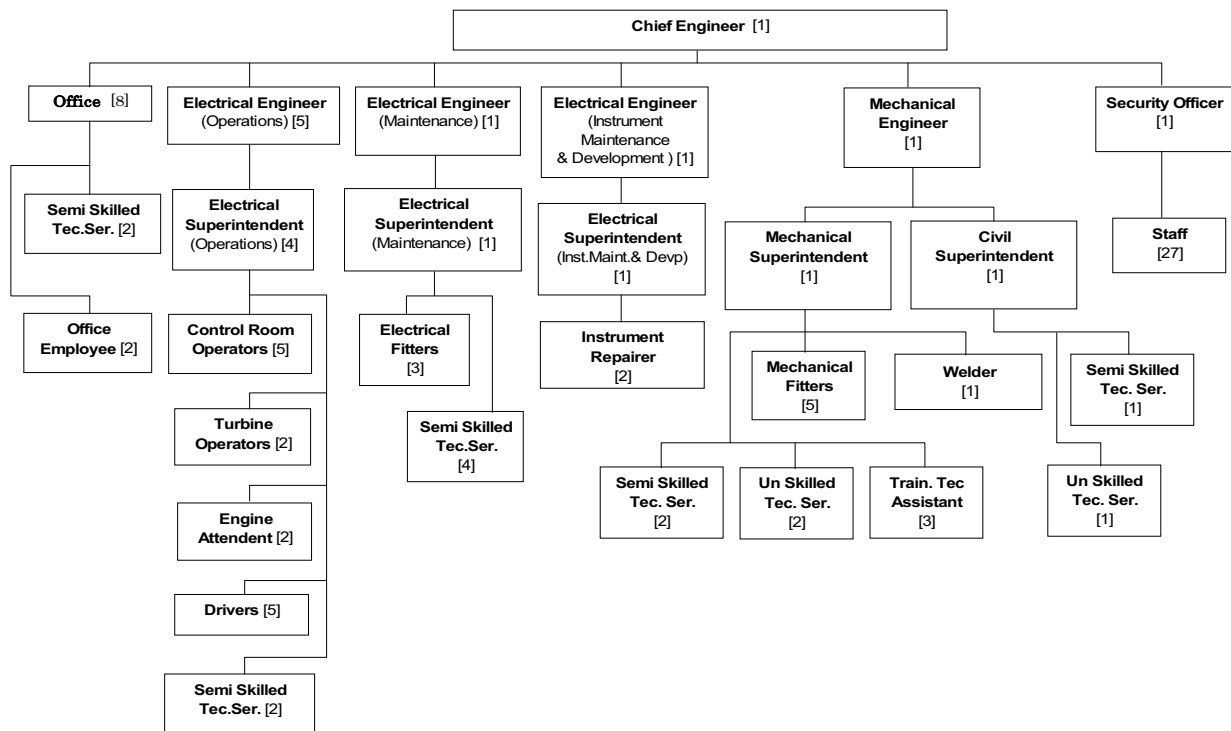 Chief Engineer [1]
Office [8]
Semi Skilled
Tec.Ser. [2]
Office
Employee [2]
Electrical Engineer
(Operations) [5]
Electrical
Superintendent
(Operations) [4]
Control Room
Operators [5]
Turbine
Operators [2]
Engine
Attendent [2]
Drivers [5]
Semi Skilled
Tec.Ser. [2]
Electrical Engineer
(Maintenance) [1]
Electrical
Superintendent
(Maintenance) [1]
Electrical
Fitters
[3]
Semi Skilled
Tec.Ser.
[4]
Electrical Engineer
(Instrument
Maintenance
& Development ) [1]
Electrical
Superintendent
(Inst.Maint.& Devp)
[1]
Instrument
Repairer
[2]
Mechanical
Engineer
[1]
Mechanical
Superintendent
[1]
Mechanical
Fitters
[5]
Welder
[1]
Semi Skilled
Tec. Ser.
[2]
Un Skilled
Tec. Ser.
[2]
Train. Tec
Assistant
[3]
Civil
Superintendent
[1]
Semi Skilled
Tec. Ser.
[1]
Un Skilled
Tec. Ser.
[1]
Security Officer
[1]
Staff
[27]